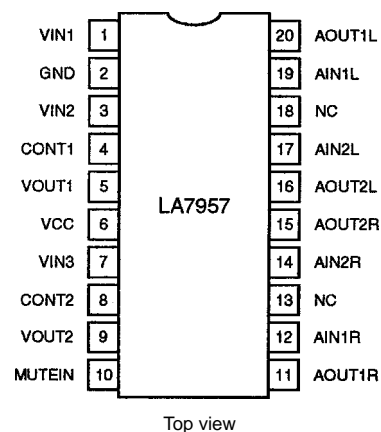 VIN1 1 20 AOUT1L
GND 2 19 AIN1L
VIN2 3 18 NC
CONT1 4 17 AIN2L
VOUT1 5 16 AOUT2L
LA7957
VCC 6 15 AOUT2R
VIN3 7 14 AIN2R
CONT2 8 13 NC
VOUT2 9 12 AIN1R
MUTEIN 10 11 AOUT1R
Top view